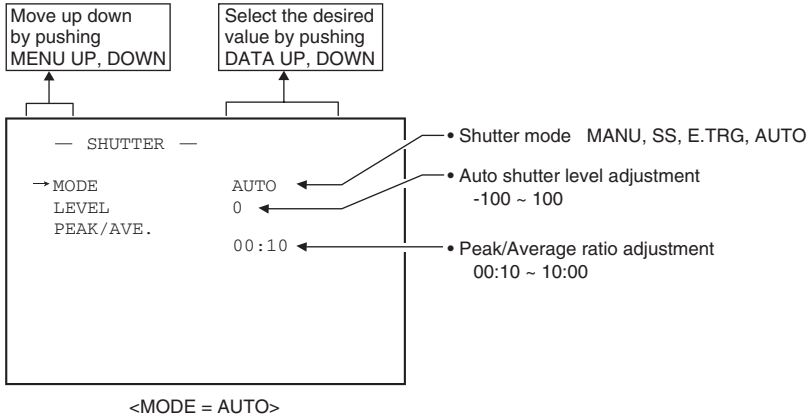 Move up down
by pushing
MENU UP, DOWN
Select the desired
value by pushing
DATA UP, DOWN
— SHUTTER —
→MODE AUTO
LEVEL 0
PEAK/AVE.
00:10
• Shutter mode MANU, SS, E.TRG, AUTO
• Auto shutter level adjustment
-100 ~ 100
• Peak/Average ratio adjustment
00:10 ~ 10:00
<MODE = AUTO>